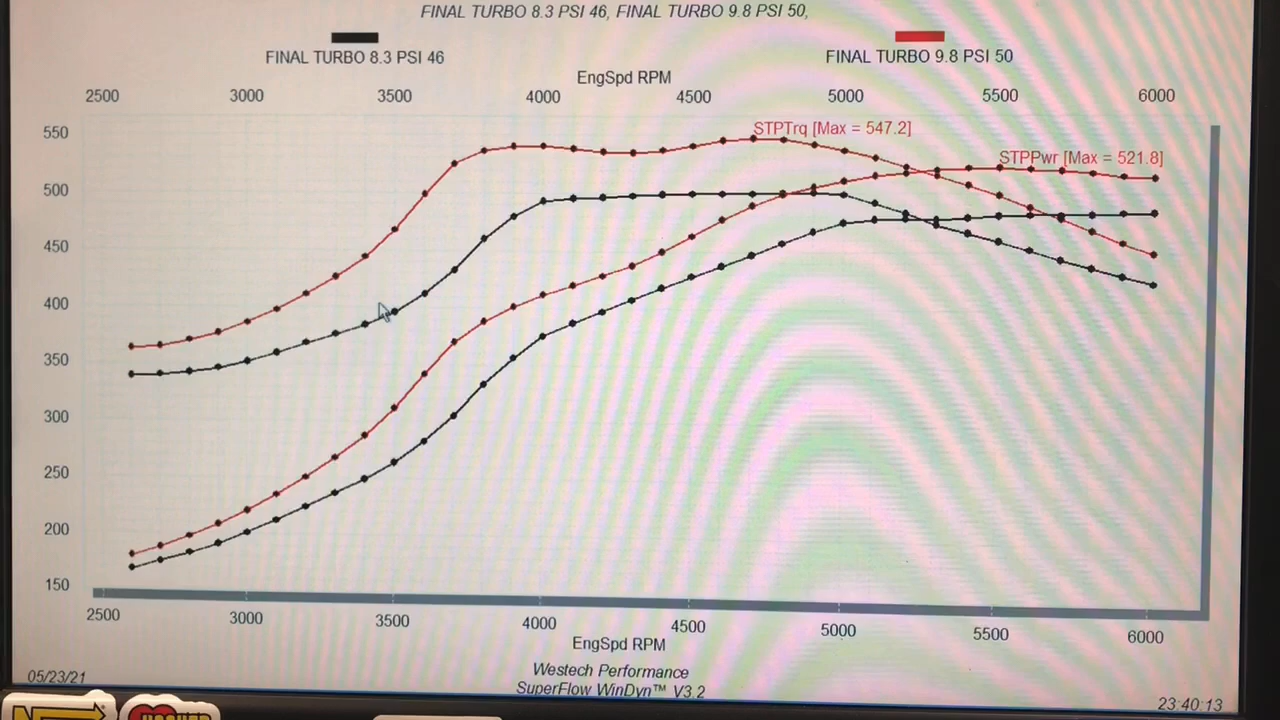 FINAL TURBO 8.3 PSI 46, FINAL TURBO 9.8 PSI 50,
FINAL TURBO 8.3 PSI 46 FINAL TURBO 9.8 PSI 50
EngSpd RPM
2500 3000 3500 4000 4500 5000 5500 6000
550
STPTrq [Max = 547.2]
STPPwr [Max = 521.8]
500
450
400
350
300
250
200
150
2500 3000 3500 4000 4500 5000 5500 6000
EngSpd RPM
Westech Performance
05/23/21
SuperFlow WinDyn™ V3.2
23:40:13